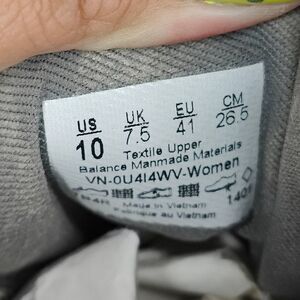 US UK EU CM
10 7.5 41 26.5
Textile Upper
Balance Manmade Materials
VN-0U4I4WV-Women
Made in Vietnam
Fabriqué au Vietnam